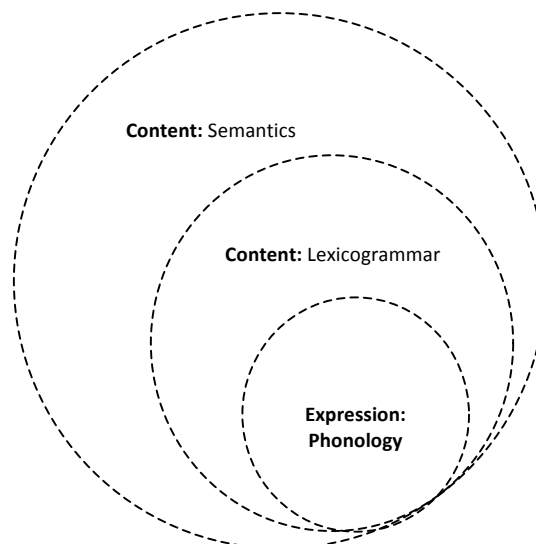 Content: Semantics
Content: Lexicogrammar
Expression:
Phonology